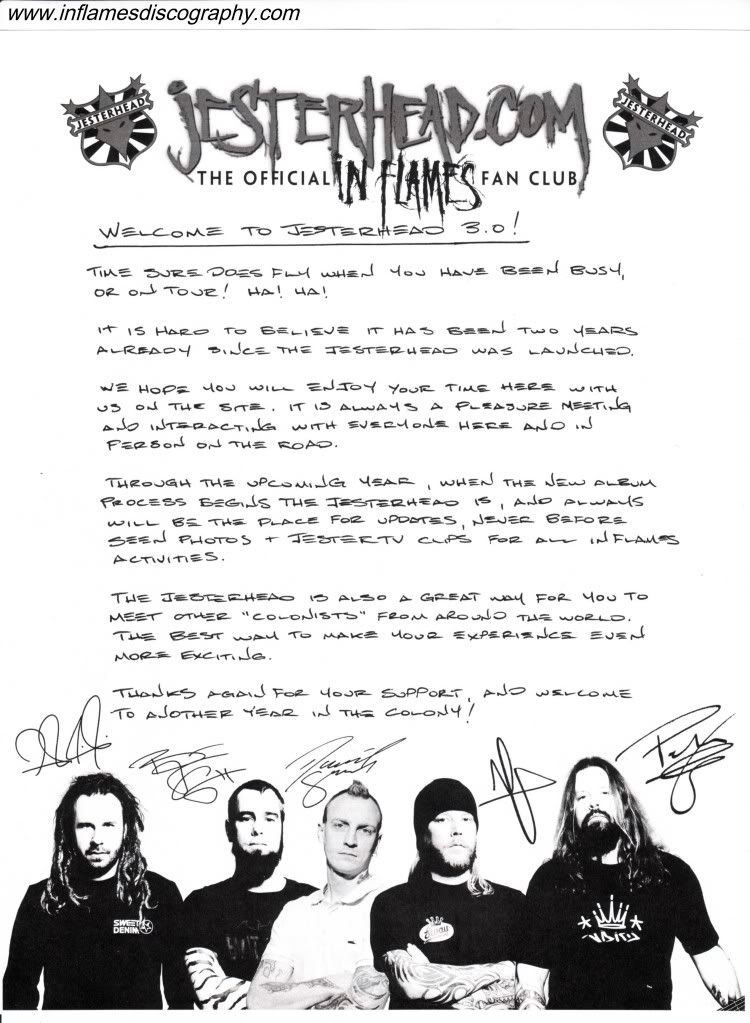 www.inflamesdiscography.com
JESTERHEAD
JESTERHEAD.COM
JESTERHEAD
THE OFFICIAL IN FLAMES FAN CLUB
WELCOME TO JESTERHEAD 3.0!
TIME SURE DOES FLY WHEN YOU HAVE BEEN BUSY,
OR ON TOUR! HA! HA!
IT IS HARD TO BELIEVE IT HAS BEEN TWO YEARS
ALREADY SINCE THE JESTERHEAD WAS LAUNCHED.
WE HOPE YOU WILL ENJOY YOUR TIME HERE WITH
US ON THE SITE. IT IS ALWAYS A PLEASURE MEETING
AND INTERACTING WITH EVERYONE HERE AND IN
PERSON ON THE ROAD.
THROUGH THE UPCOMING YEAR, WHEN THE NEW ALBUM
PROCESS BEGINS THE JESTERHEAD IS, AND ALWAYS
WILL BE THE PLACE FOR UPDATES, NEVER BEFORE
SEEN PHOTOS + JESTERTV CLIPS FOR ALL IN FLAMES
ACTIVITIES.
THE JESTERHEAD IS ALSO A GREAT WAY FOR YOU TO
MEET OTHER "COLONISTS" FROM AROUND THE WORLD.
THE BEST WAY TO MAKE YOUR EXPERIENCE EVEN
MORE EXCITING.
THANKS AGAIN FOR YOUR SUPPORT, AND WELCOME
TO ANOTHER YEAR IN THE COLONY!
SWEET
DENIM